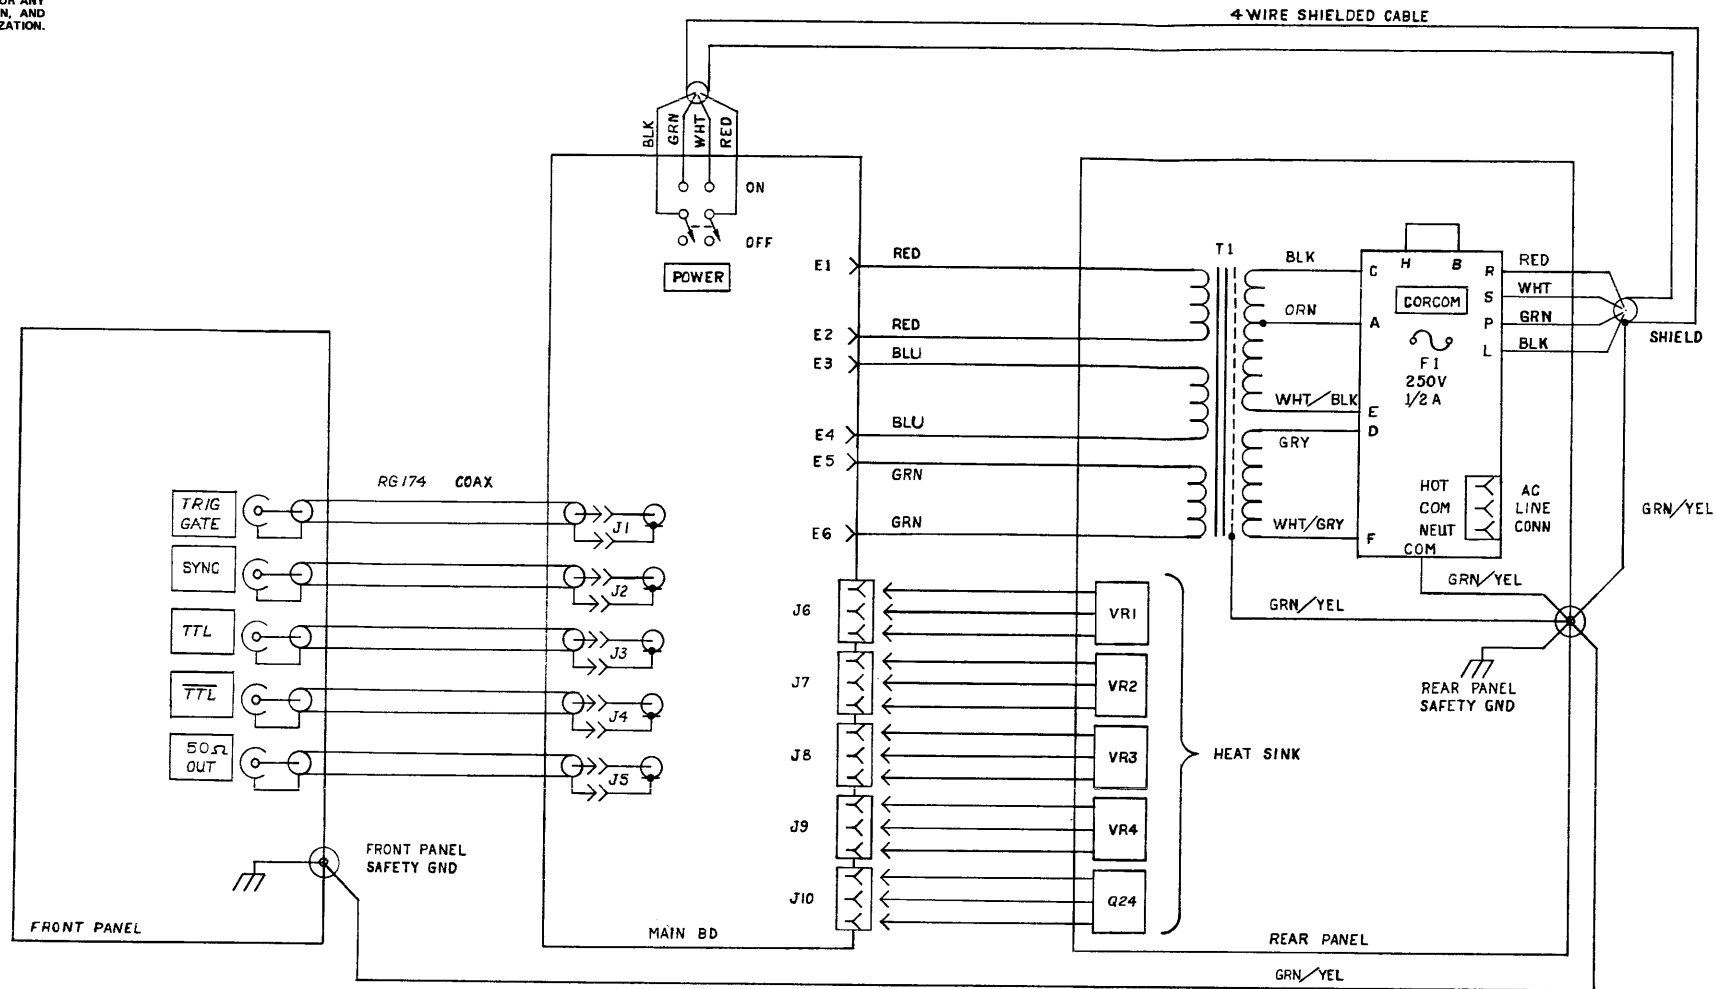 OR ANY
N, AND
ZATION.
4 WIRE SHIELDED CABLE
BLK
GRN
WHT
RED
ON
OFF
POWER
E1
RED
E2
RED
E3
BLU
E4
BLU
E5
GRN
E6
GRN
T1
BLK
ORN
WHT/BLK
GRY
WHT/GRY
C
H
B
R
RED
CORCOM
S
WHT
A
P
GRN
L
BLK
F1
250V
1/2 A
E
D
F
HOT
COM
NEUT
AC
LINE
CONN
COM
SHIELD
GRN/YEL
GRN/YEL
GRN/YEL
REAR PANEL
SAFETY GND
RG174 COAX
TRIG
GATE
J1
SYNC
J2
TTL
J3
TTL
J4
50Ω
OUT
J5
J6
VR1
J7
VR2
J8
VR3
J9
VR4
J10
Q24
HEAT SINK
FRONT PANEL
SAFETY GND
FRONT PANEL
MAIN BD
REAR PANEL
GRN/YEL